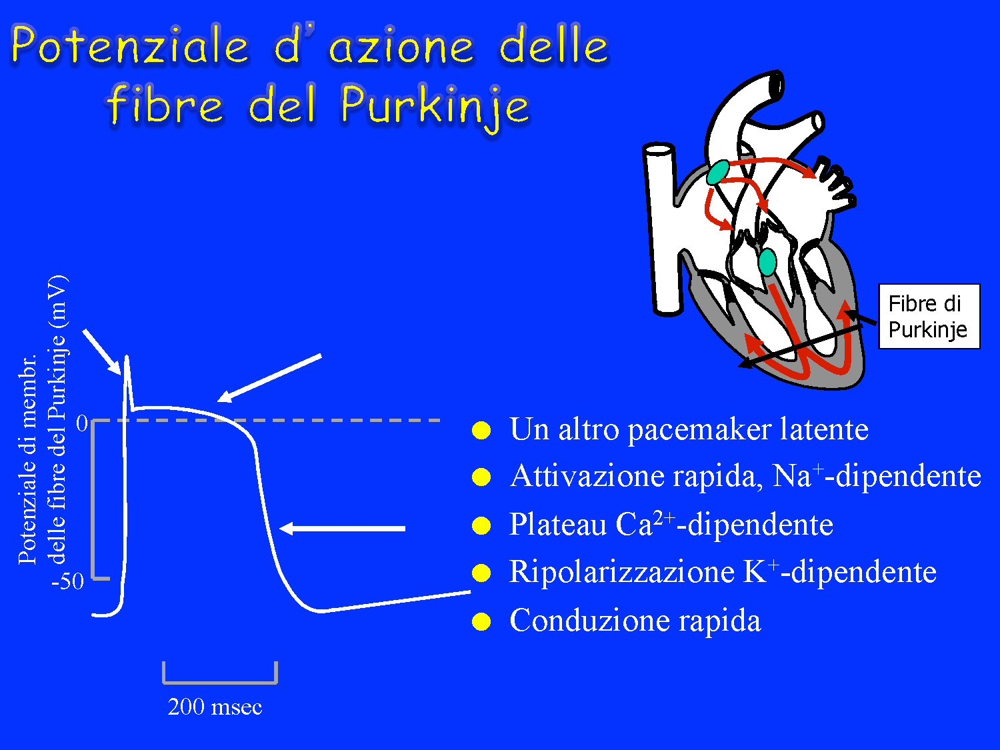 Potenziale d’ azione delle
fibre del Purkinje
Fibre di
Purkinje
Potenziale di membr.
delle fibre del Purkinje (mV)
0
-50
200 msec
Un altro pacemaker latente
Attivazione rapida, Na⁺-dipendente
Plateau Ca²⁺-dipendente
Ripolarizzazione K⁺-dipendente
Conduzione rapida